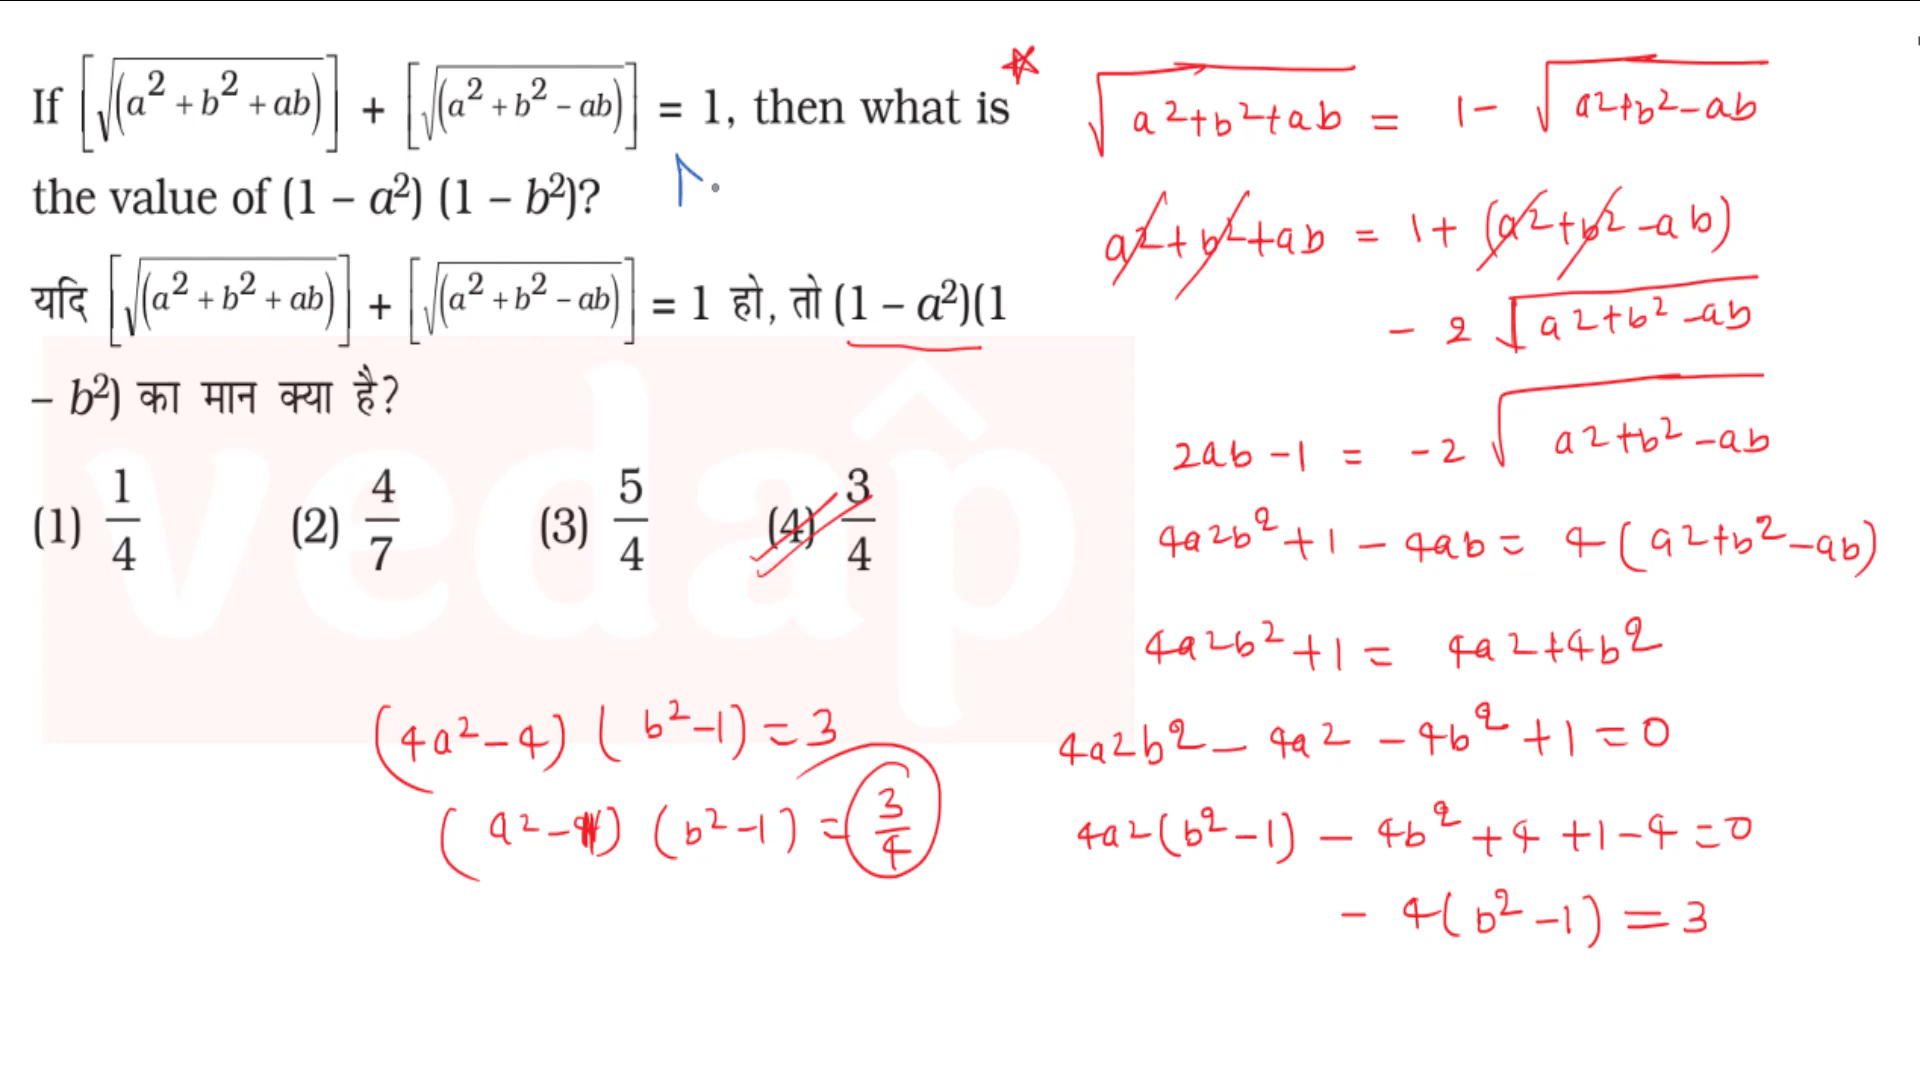 If [√(a² + b² + ab)] + [√(a² + b² – ab)] = 1, then what is
the value of (1 – a²) (1 – b²)?
यदि [√(a² + b² + ab)] + [√(a² + b² – ab)] = 1 हो, तो (1 – a²)(1
– b²) का मान क्या है?
(1) 1/4 (2) 4/7 (3) 5/4 (4) 3/4
vedap
√a²+b²+ab = 1 - √a²+b²-ab
a²+b²+ab = 1 + (a²+b²-ab)
- 2 √a²+b²-ab
2ab - 1 = -2 √a²+b²-ab
4a²b² + 1 - 4ab = 4(a²+b²-ab)
4a²b² + 1 = 4a²+4b²
4a²b² - 4a² - 4b² + 1 = 0
4a²(b²-1) - 4b² + 4 + 1 - 4 = 0
- 4(b²-1) = 3
(4a²-4)(b²-1) = 3
(a²-1)(b²-1) = 3/4